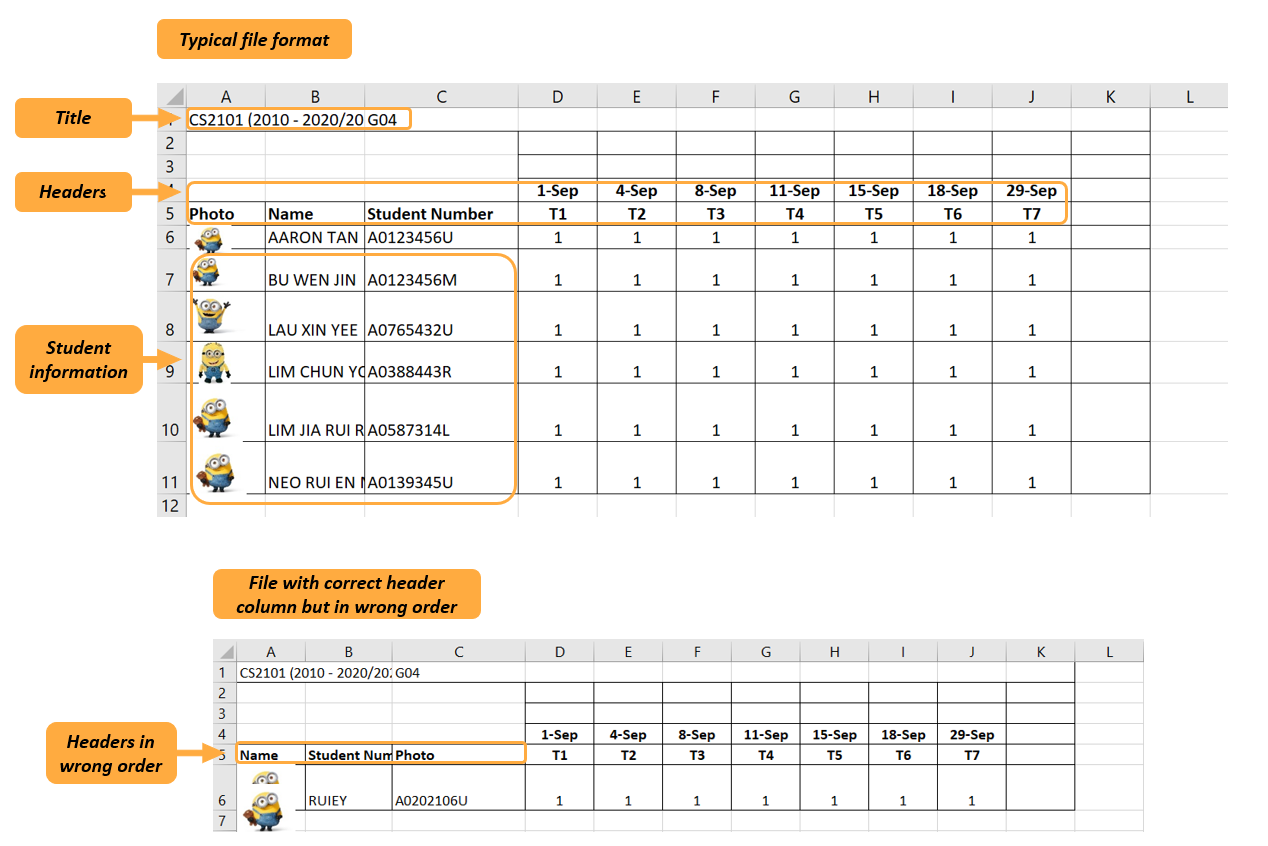 Typical file format
A B C D E F G H I J K L
Title
1 CS2101 (2010 - 2020/20 G04
2
3
Headers
4 1-Sep 4-Sep 8-Sep 11-Sep 15-Sep 18-Sep 29-Sep
5 Photo Name Student Number T1 T2 T3 T4 T5 T6 T7
6 AARON TAN A0123456U 1 1 1 1 1 1 1
7 BU WEN JIN A0123456M 1 1 1 1 1 1 1
8 LAU XIN YEE A0765432U 1 1 1 1 1 1 1
Student
information
9 LIM CHUN YO A0388443R 1 1 1 1 1 1 1
10 LIM JIA RUI R A0587314L 1 1 1 1 1 1 1
11 NEO RUI EN A0139345U 1 1 1 1 1 1 1
12
File with correct header
column but in wrong order
A B C D E F G H I J K L
1 CS2101 (2010 - 2020/20 G04
2
3
4 1-Sep 4-Sep 8-Sep 11-Sep 15-Sep 18-Sep 29-Sep
Headers in
wrong order
5 Name Student Num Photo T1 T2 T3 T4 T5 T6 T7
6 RUIEY A0202106U 1 1 1 1 1 1 1
7